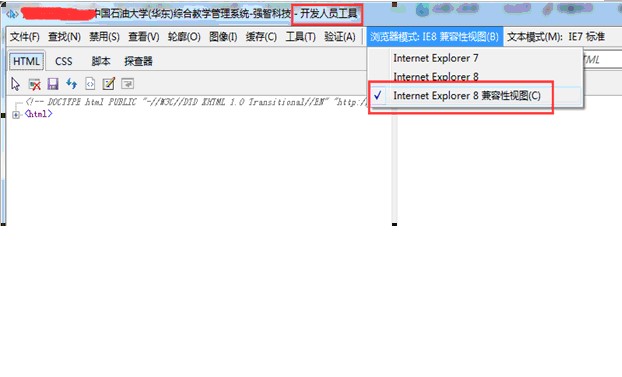 中国石油大学(华东)综合教学管理系统-强智科技 - 开发人员工具
文件(F) 查找(N) 禁用(S) 查看(V) 轮廓(O) 图像(I) 缓存(C) 工具(T) 验证(A) 浏览器模式: IE8 兼容性视图(B) 文本模式(M): IE7 标准
HTML CSS 脚本 探查器
Internet Explorer 7
Internet Explorer 8
✓ Internet Explorer 8 兼容性视图(C)
<!-- DOCTYPE html PUBLIC "-//W3C//DTD XHTML 1.0 Transitional//EN" "http:/
<html>